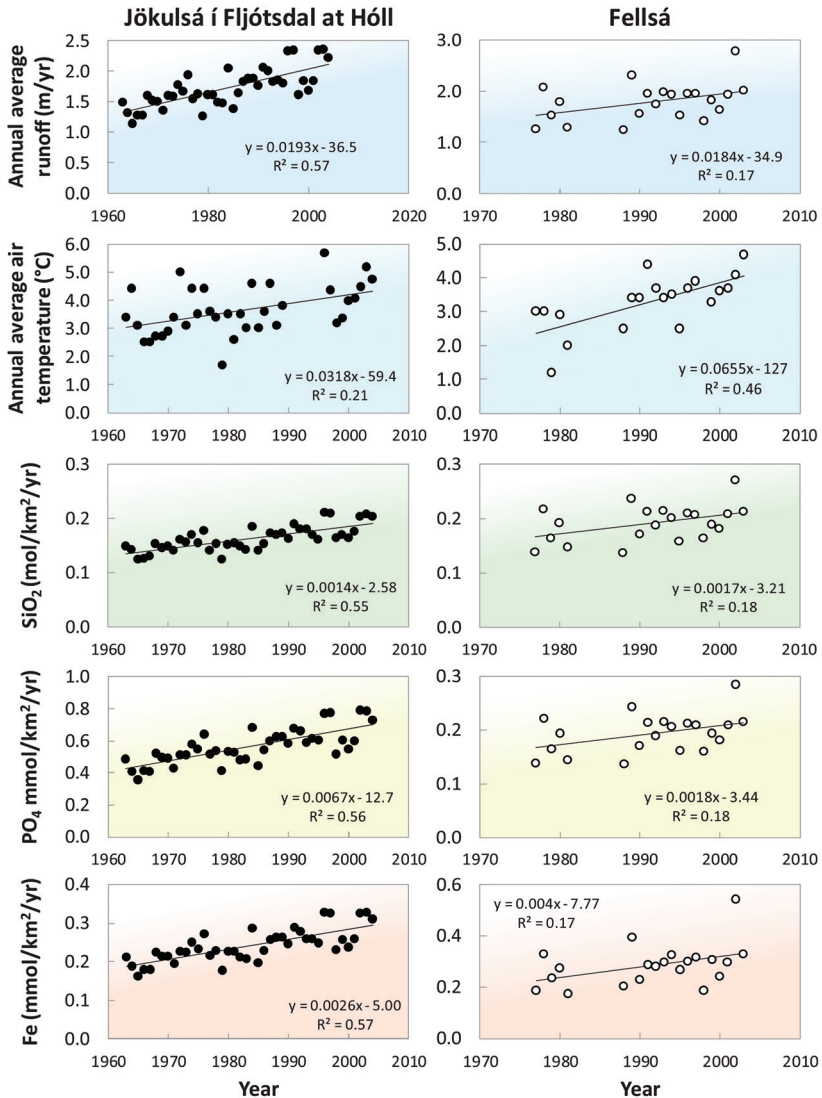 Jökulsá í Fljótsdal at Hóll
Fellsá
Annual average
runoff (m/yr)
2.5
2.0
1.5
1.0
0.5
0.0
y = 0.0193x - 36.5
R² = 0.57
1960 1980 2000 2020
3.0
2.0
1.0
0.0
y = 0.0184x - 34.9
R² = 0.17
1970 1980 1990 2000 2010
Annual average air
temperature (°C)
6.0
5.0
4.0
3.0
2.0
1.0
0.0
y = 0.0318x - 59.4
R² = 0.21
1960 1970 1980 1990 2000 2010
5.0
4.0
3.0
2.0
1.0
0.0
y = 0.0655x - 127
R² = 0.46
1970 1980 1990 2000 2010
SiO₂ (mol/km²/yr)
0.3
0.2
0.1
0.0
y = 0.0014x - 2.58
R² = 0.55
1960 1970 1980 1990 2000 2010
0.3
0.2
0.1
0.0
y = 0.0017x - 3.21
R² = 0.18
1970 1980 1990 2000 2010
PO₄ mmol/km²/yr)
1.0
0.8
0.6
0.4
0.2
0.0
y = 0.0067x - 12.7
R² = 0.56
1960 1970 1980 1990 2000 2010
0.3
0.2
0.1
0.0
y = 0.0018x - 3.44
R² = 0.18
1970 1980 1990 2000 2010
Fe (mmol/km²/yr)
0.4
0.3
0.2
0.1
0.0
y = 0.0026x - 5.00
R² = 0.57
1960 1970 1980 1990 2000 2010
Year
0.6
0.4
0.2
0.0
y = 0.004x - 7.77
R² = 0.17
1970 1980 1990 2000 2010
Year